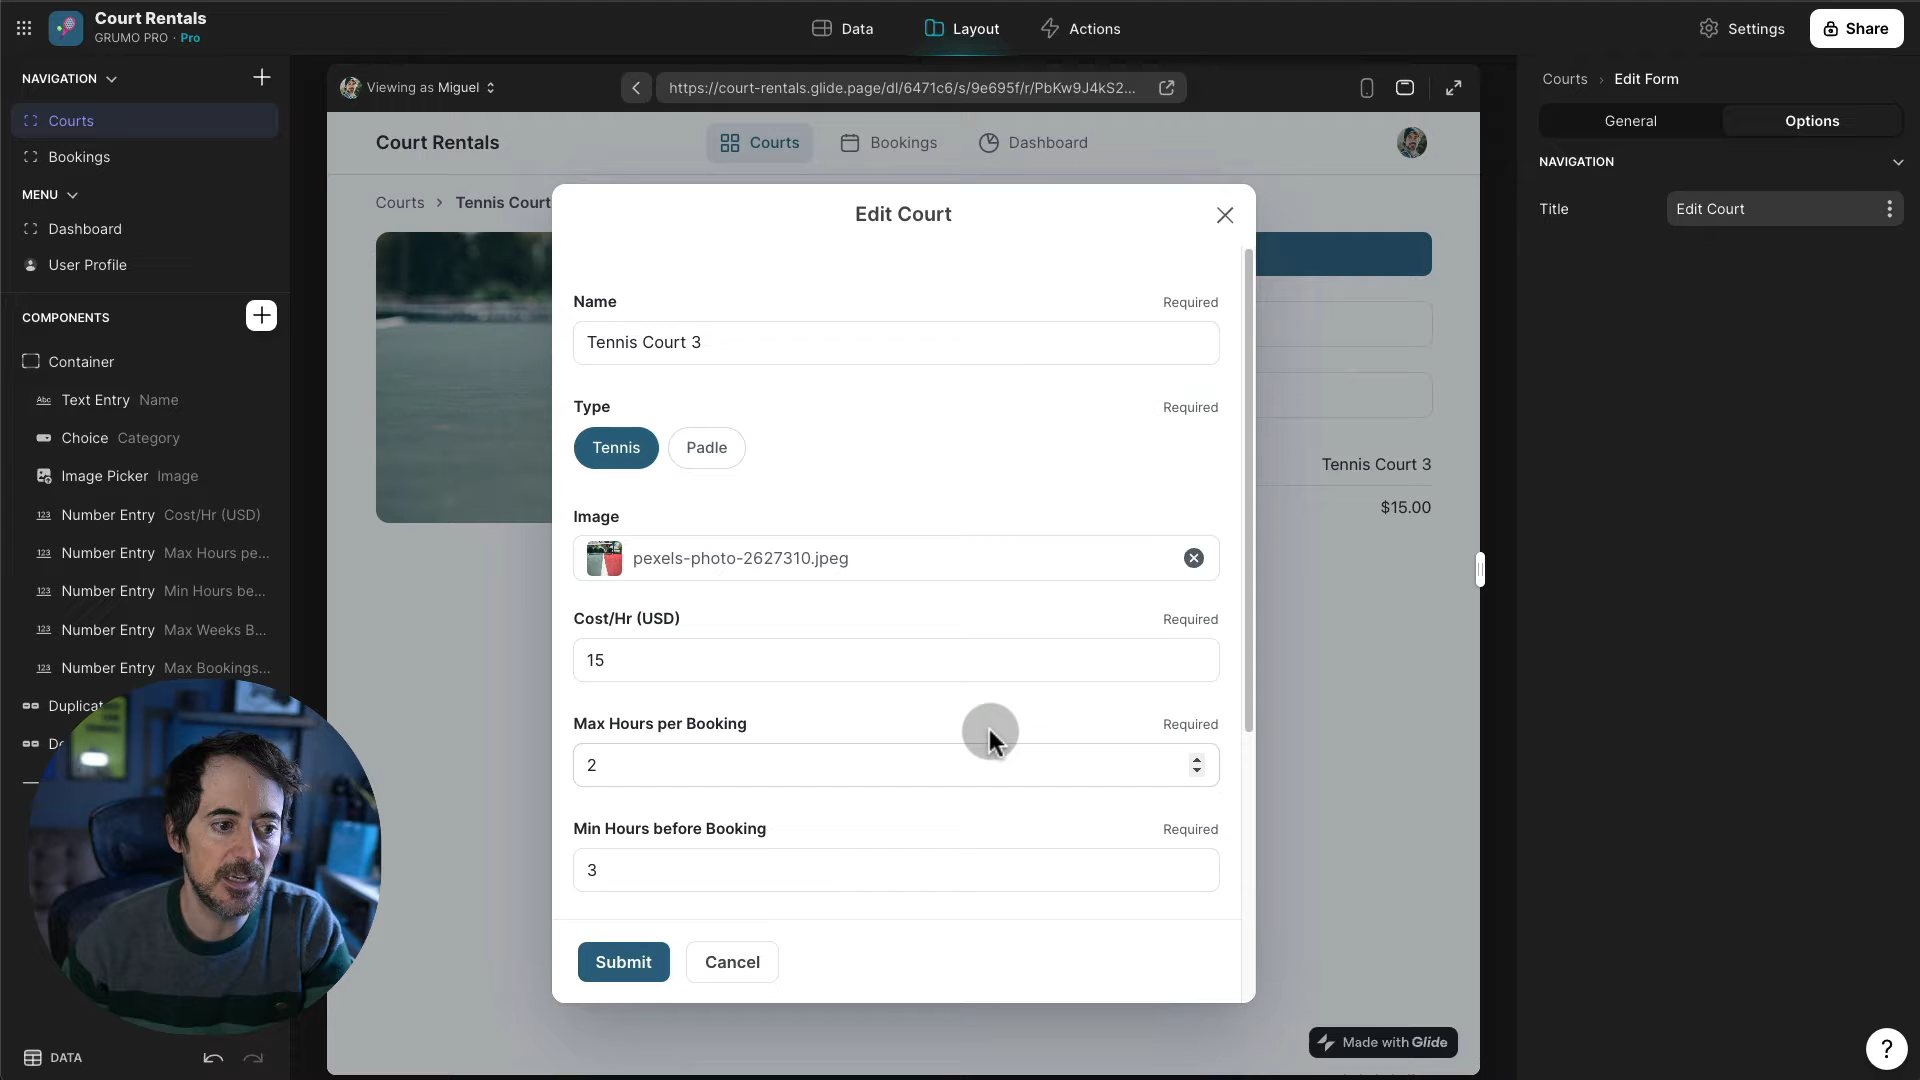 Court Rentals
GRUMO PRO · Pro
Data
Layout
Actions
Settings
Share
NAVIGATION
Courts
Bookings
MENU
Dashboard
User Profile
COMPONENTS
Container
Abc Text Entry Name
Choice Category
Image Picker Image
123 Number Entry Cost/Hr (USD)
123 Number Entry Max Hours pe...
123 Number Entry Min Hours be...
123 Number Entry Max Weeks B...
123 Number Entry Max Bookings...
Duplicat
DATA
Viewing as Miguel
https://court-rentals.glide.page/dl/6471c6/s/9e695f/r/PbKw9J4kS2...
Court Rentals
Courts
Bookings
Dashboard
Courts > Tennis Court
Edit Court
Name Required
Tennis Court 3
Type Required
Tennis
Padle
Image
pexels-photo-2627310.jpeg
Cost/Hr (USD) Required
15
Max Hours per Booking Required
2
Min Hours before Booking Required
3
Submit
Cancel
Tennis Court 3
$15.00
Made with Glide
Courts > Edit Form
General
Options
NAVIGATION
Title
Edit Court
?